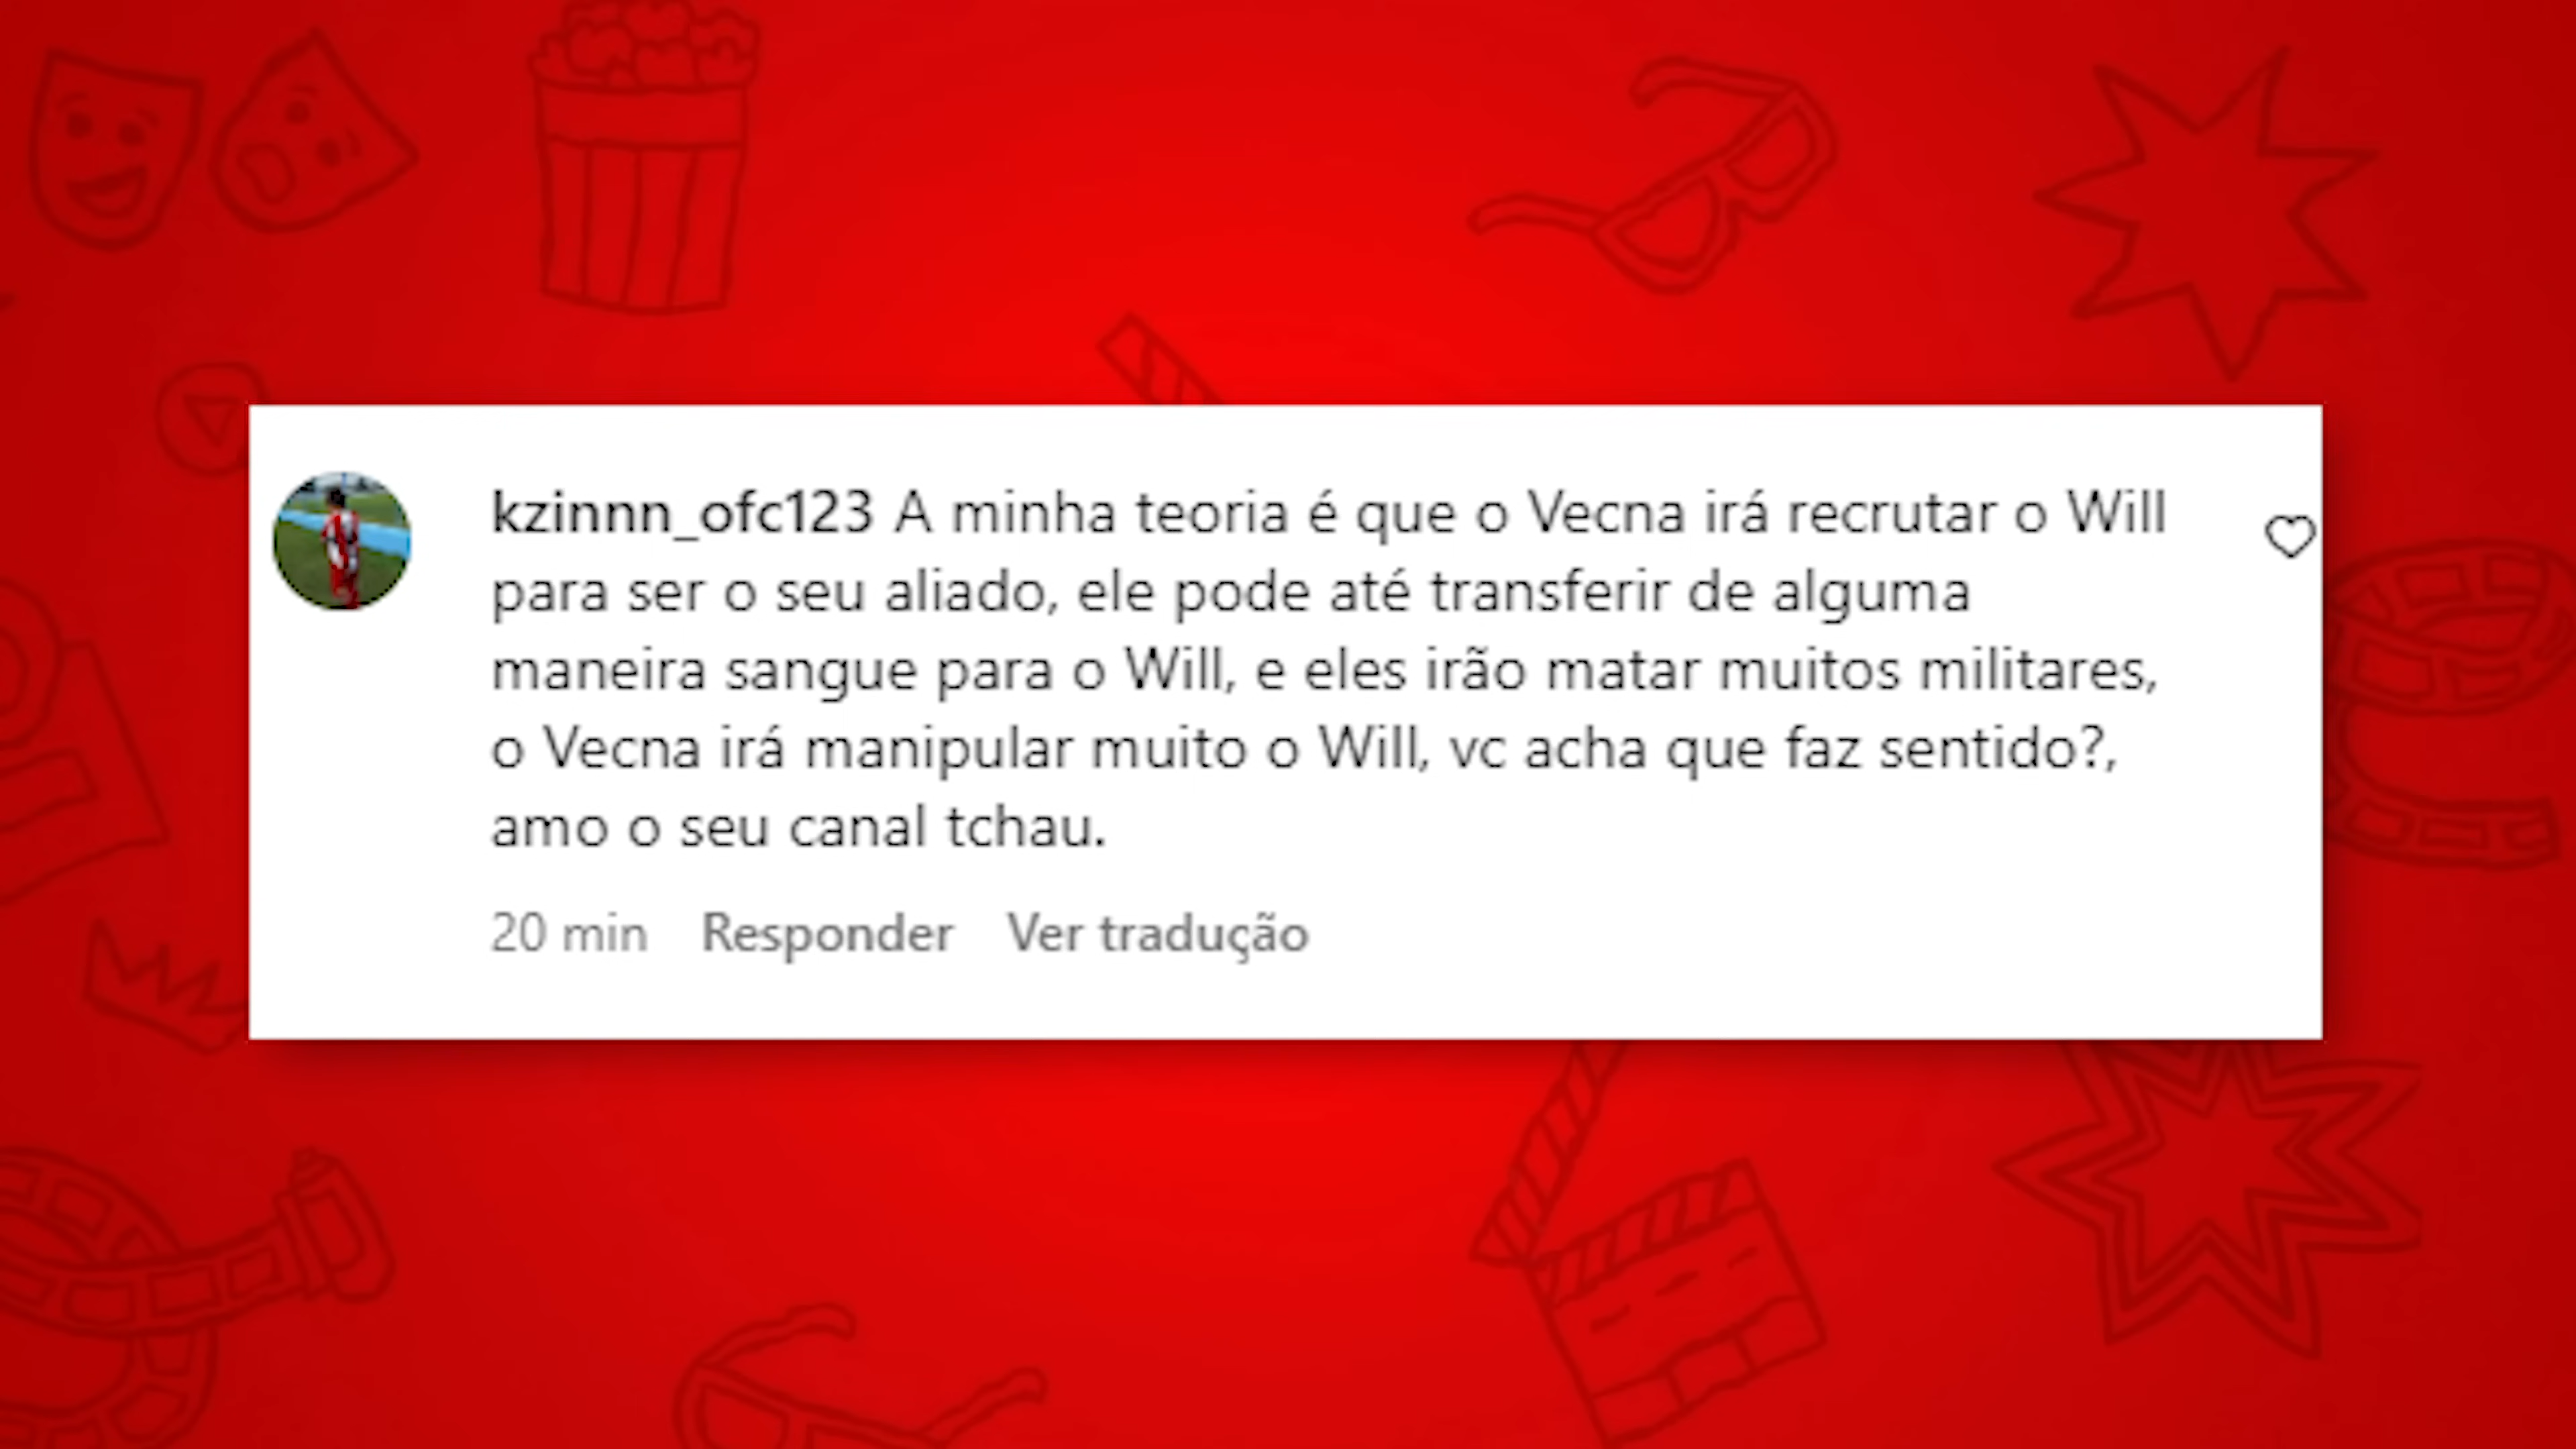 kzinnn_ofc123 A minha teoria é que o Vecna irá recrutar o Will
para ser o seu aliado, ele pode até transferir de alguma
maneira sangue para o Will, e eles irão matar muitos militares,
o Vecna irá manipular muito o Will, vc acha que faz sentido?,
amo o seu canal tchau.
20 min Responder Ver tradução